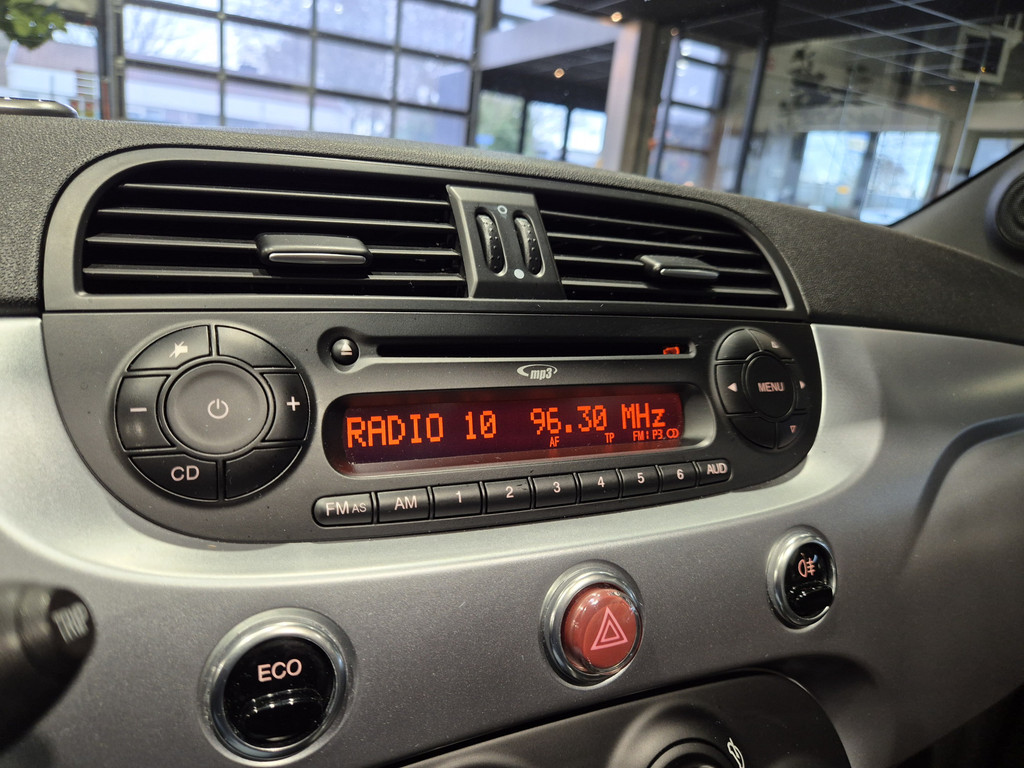 mp3
MENU
RADIO 10 96.30 MHz
AF TP FM1 P3 CD
CD
FM AS AM 1 2 3 4 5 6 AUD
TRIP
ECO